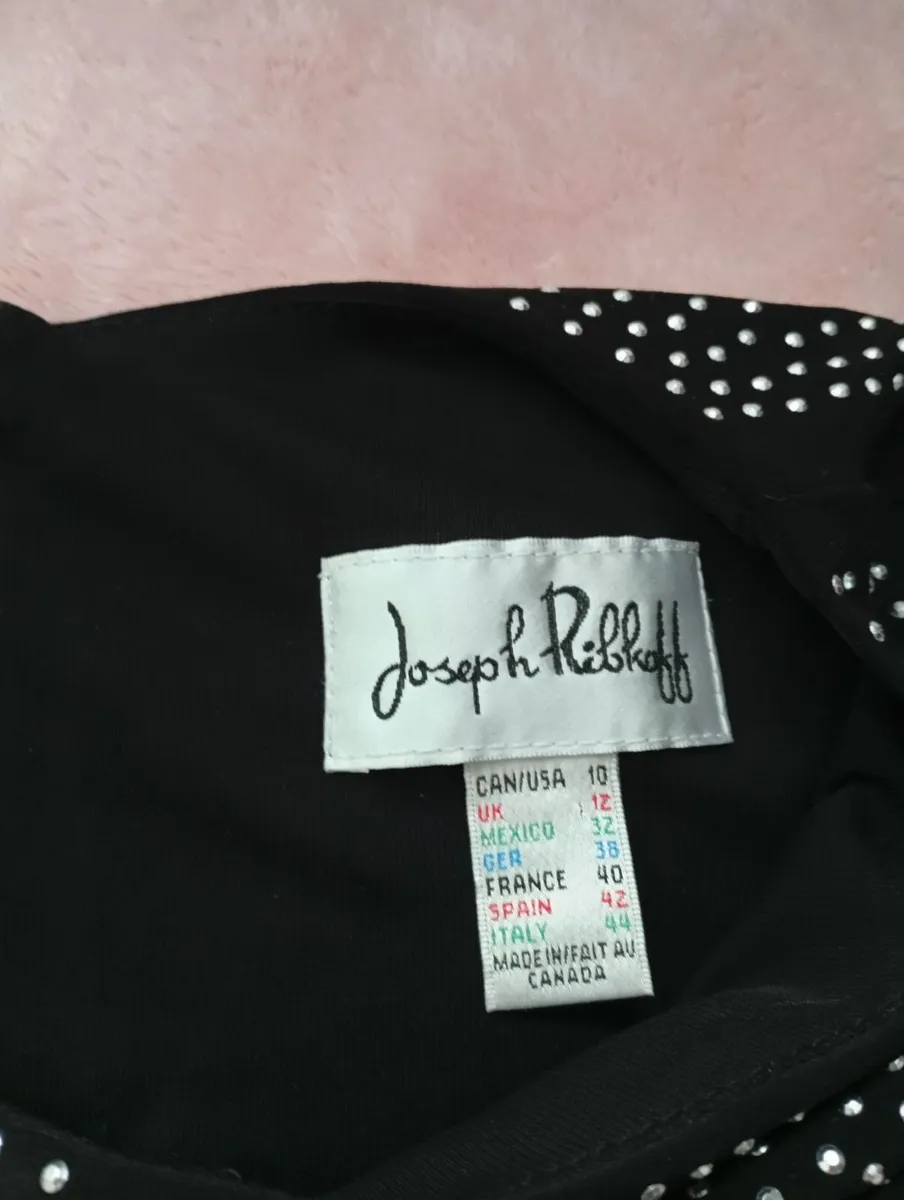 Joseph Ribkoff
CAN/USA 10
UK 12
MEXICO 32
GER 38
FRANCE 40
SPAIN 42
ITALY 44
MADE IN/FAIT AU
CANADA